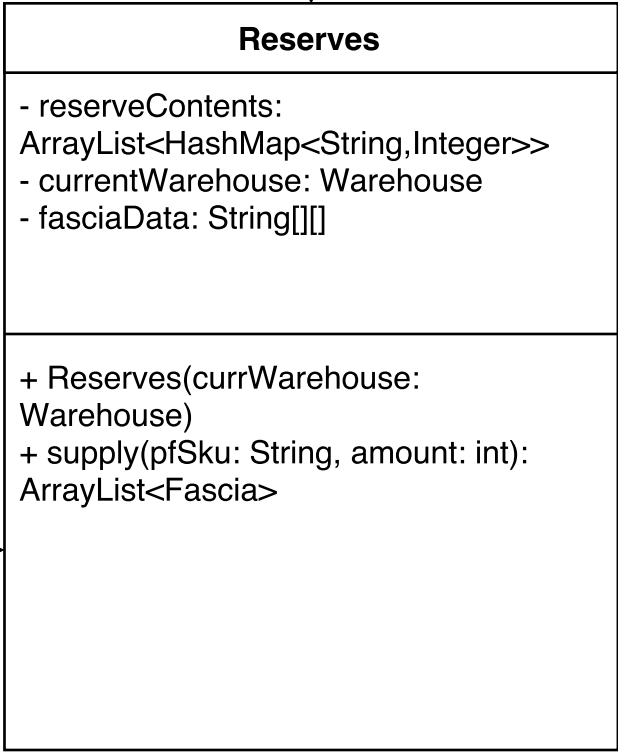 Reserves
- reserveContents:
ArrayList<HashMap<String,Integer>>
- currentWarehouse: Warehouse
- fasciaData: String[][]
+ Reserves(currWarehouse:
Warehouse)
+ supply(pfSku: String, amount: int):
ArrayList<Fascia>